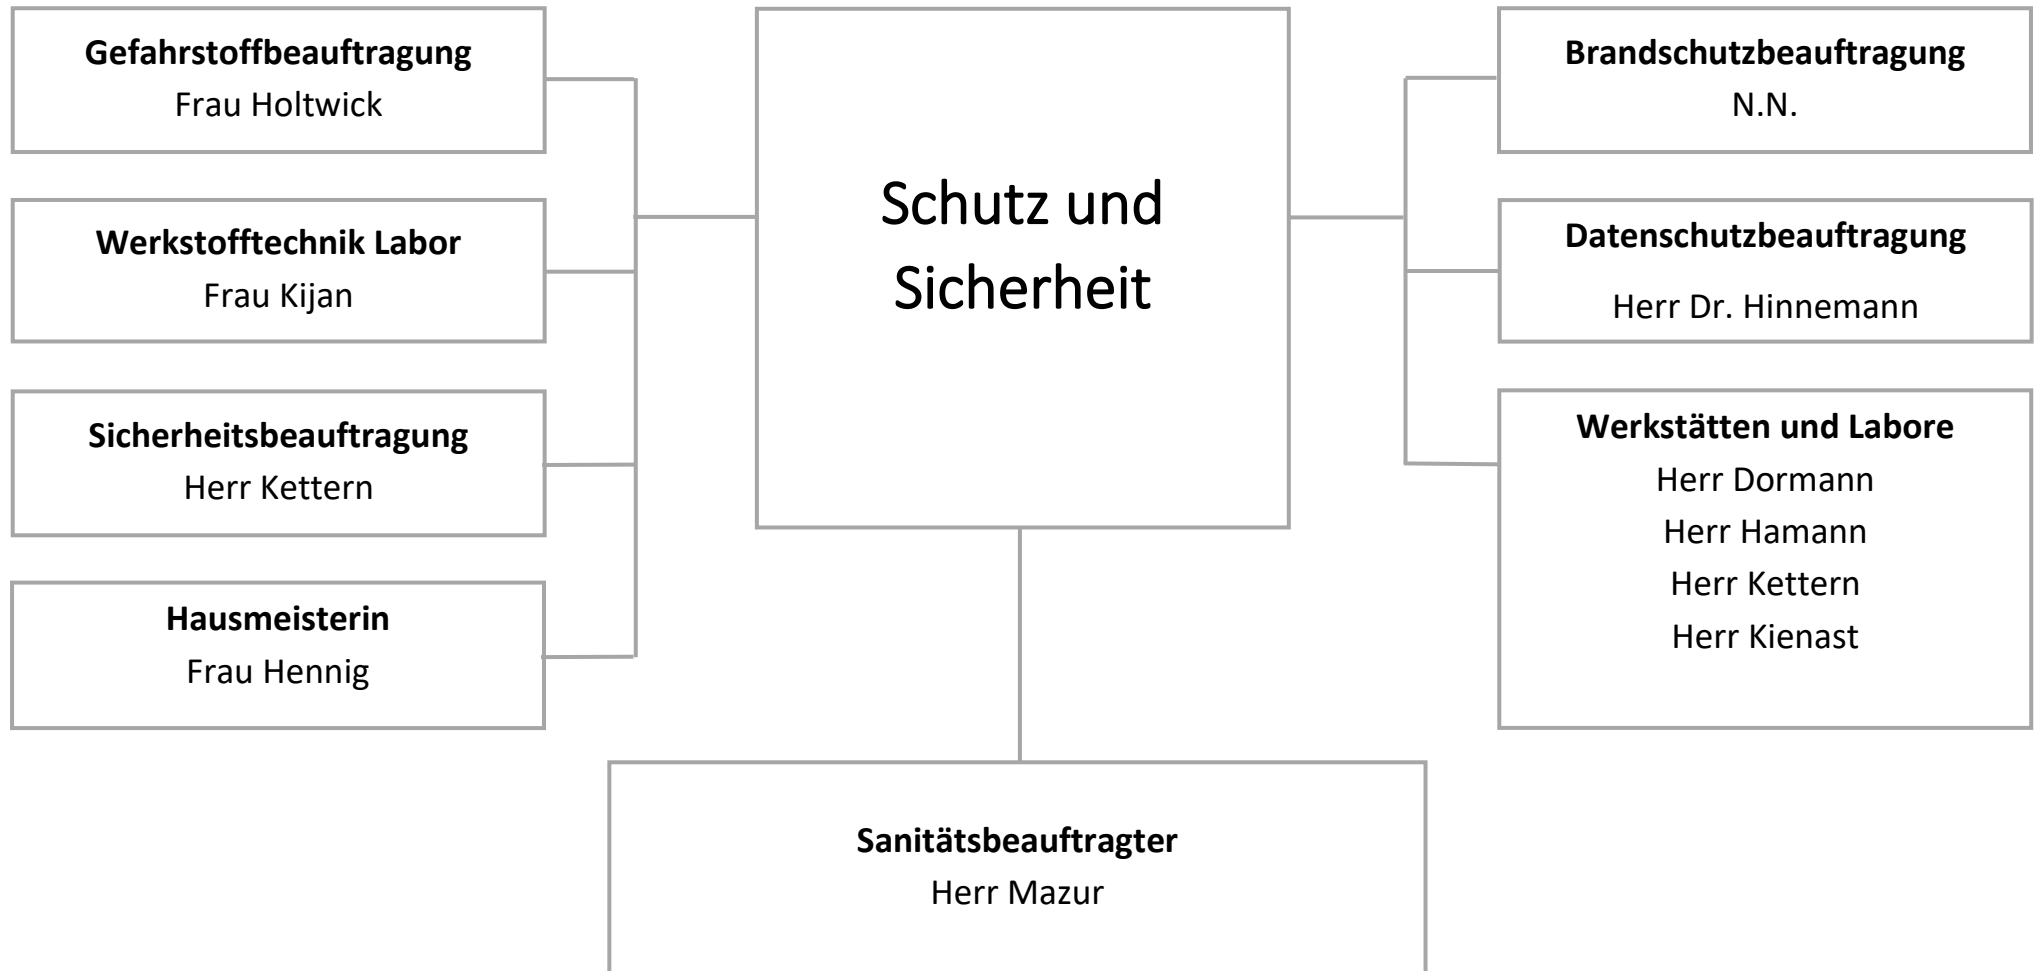 Gefahrstoffbeauftragung
Frau Holtwick
Werkstofftechnik Labor
Frau Kijan
Sicherheitsbeauftragung
Herr Kettern
Hausmeisterin
Frau Hennig
Schutz und
Sicherheit
Brandschutzbeauftragung
N.N.
Datenschutzbeauftragung
Herr Dr. Hinnemann
Werkstätten und Labore
Herr Dormann
Herr Hamann
Herr Kettern
Herr Kienast
Sanitätsbeauftragter
Herr Mazur